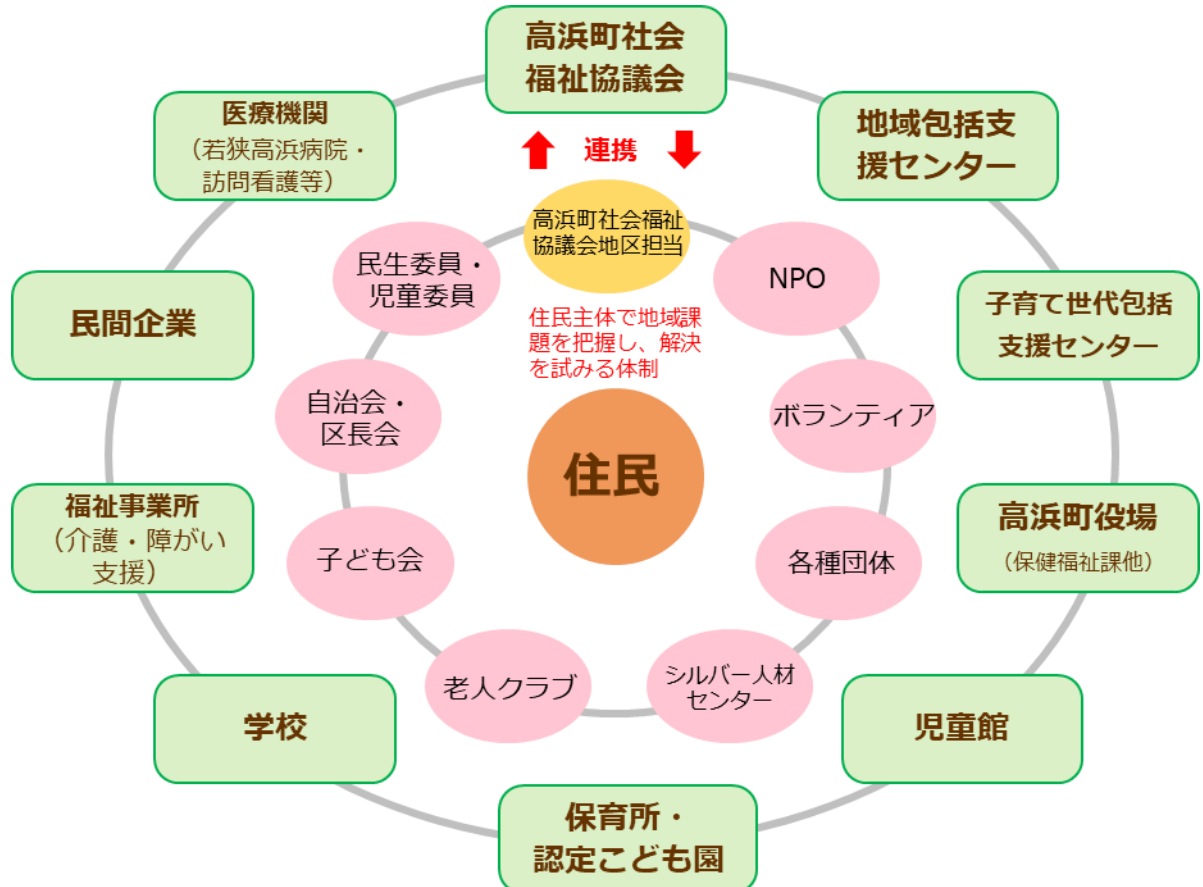 高浜町社会
福祉協議会
医療機関
（若狭高浜病院・
訪問看護等）
地域包括支
援センター
連携
高浜町社会福祉
協議会地区担当
民生委員・
児童委員
NPO
民間企業
子育て世代包括
支援センター
住民主体で地域課
題を把握し、解決
を試みる体制
自治会・
区長会
ボランティア
住民
福祉事業所
（介護・障がい
支援）
高浜町役場
（保健福祉課他）
子ども会
各種団体
老人クラブ
シルバー人材
センター
学校
児童館
保育所・
認定こども園